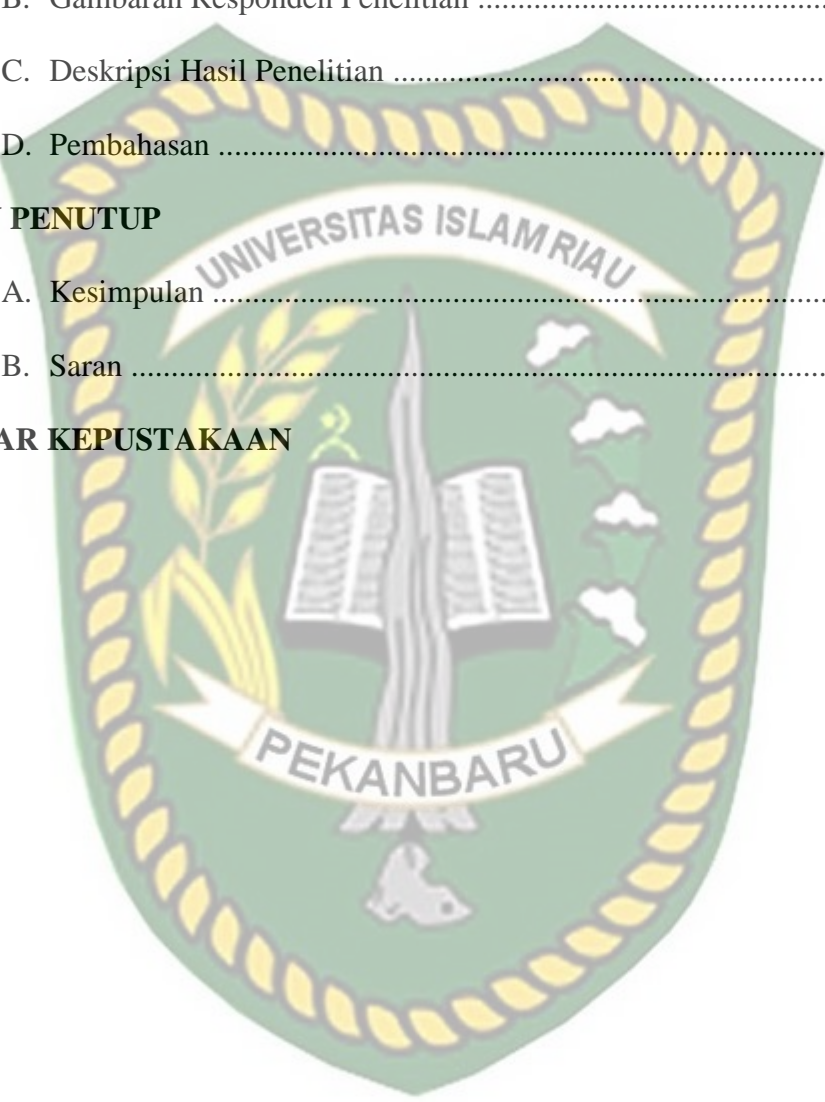 B. Gambaran Responden Penelitian ..........................................
C. Deskripsi Hasil Penelitian ......................................................
D. Pembahasan ............................................................................
PENUTUP
UNIVERSITAS ISLAM RIAU
A. Kesimpulan .............................................................................
B. Saran .......................................................................................
AR KEPUSTAKAAN
PEKANBARU